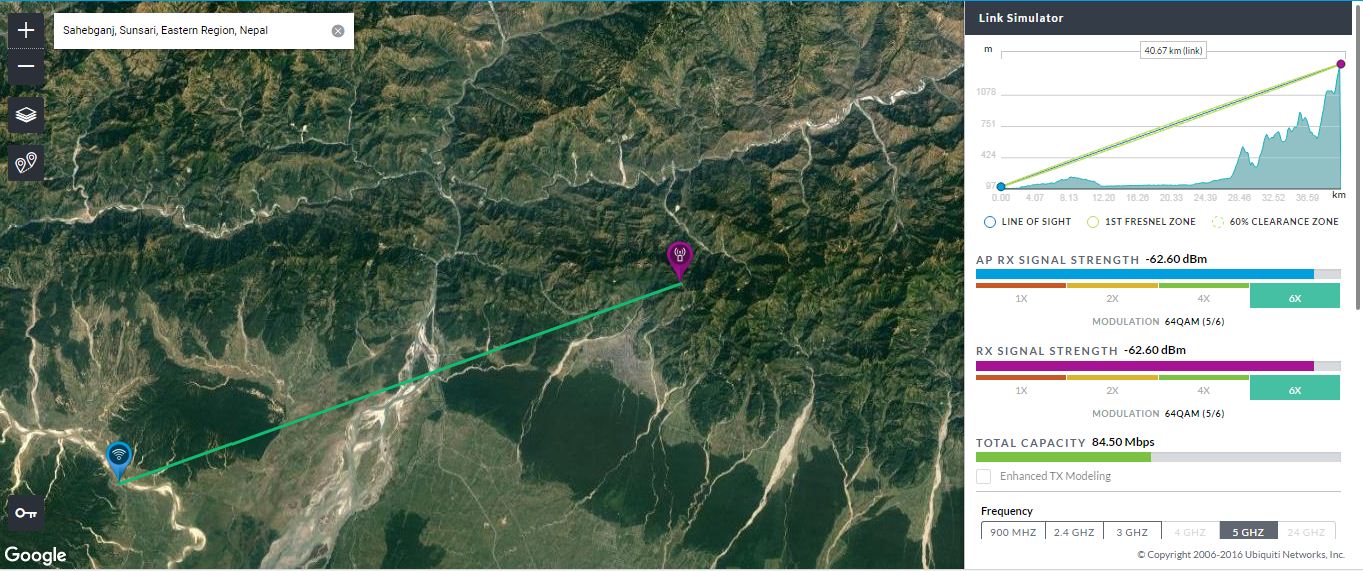 Sahebganj, Sunsari, Eastern Region, Nepal
Google
Link Simulator
m
40.67 km (link)
1078
751
424
97
km
0.00 4.07 8.13 12.20 16.26 20.33 24.39 28.46 32.52 36.59
LINE OF SIGHT 1ST FRESNEL ZONE 60% CLEARANCE ZONE
AP RX SIGNAL STRENGTH -62.60 dBm
1X 2X 4X 6X
MODULATION 64QAM (5/6)
RX SIGNAL STRENGTH -62.60 dBm
1X 2X 4X 6X
MODULATION 64QAM (5/6)
TOTAL CAPACITY 84.50 Mbps
Enhanced TX Modeling
Frequency
900 MHZ 2.4 GHZ 3 GHZ 4 GHZ 5 GHZ 24 GHZ
© Copyright 2006-2016 Ubiquiti Networks, Inc.